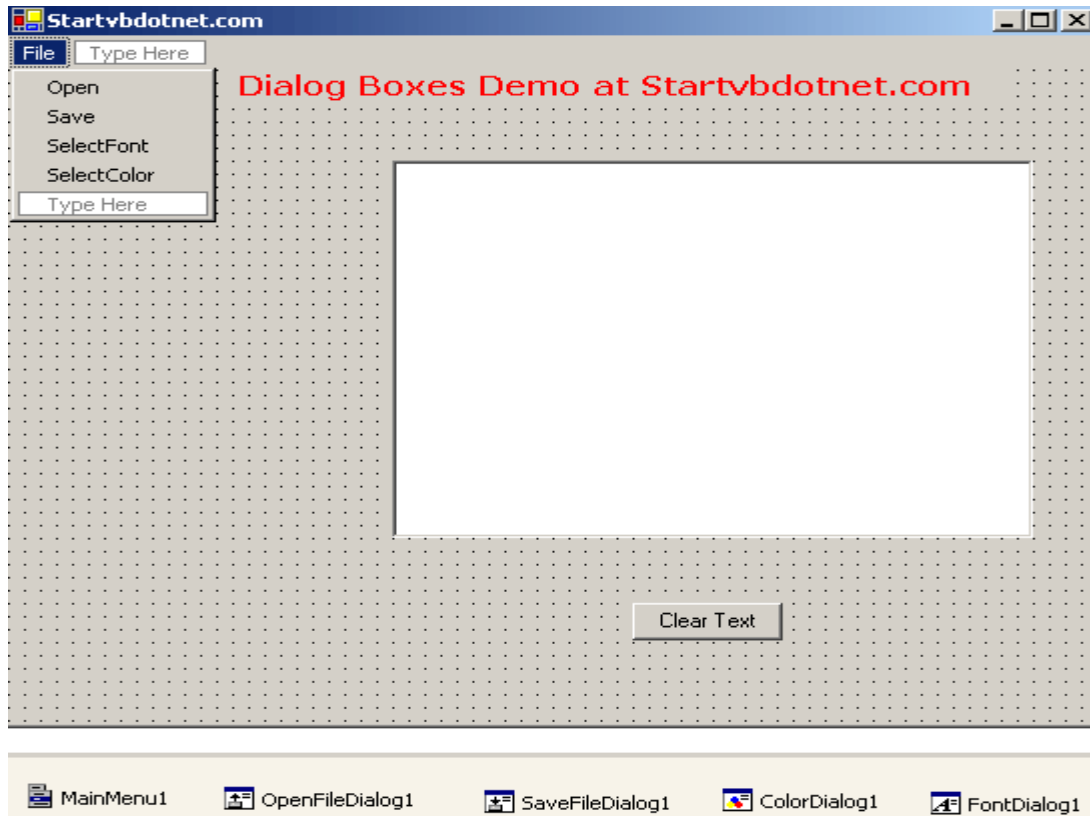 Startvbdotnet.com
File Type Here
Dialog Boxes Demo at Startvbdotnet.com
Open
Save
SelectFont
SelectColor
Type Here
Clear Text
MainMenu1 OpenFileDialog1 SaveFileDialog1 ColorDialog1 FontDialog1